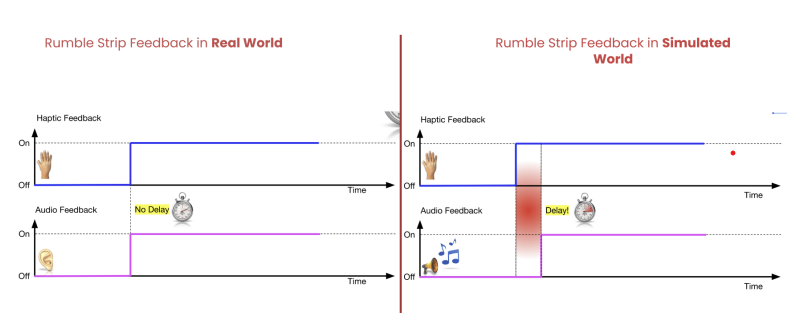 Rumble Strip Feedback in Real World
Haptic Feedback
On
Off
Time
Audio Feedback
No Delay
On
Off
Time
Rumble Strip Feedback in Simulated
World
Haptic Feedback
On
Off
Time
Audio Feedback
Delay!
On
Off
Time